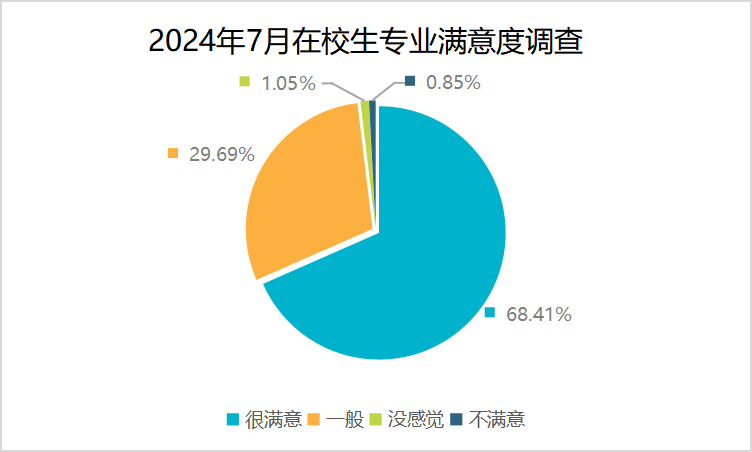 2024年7月在校生专业满意度调查
1.05%
0.85%
29.69%
68.41%
很满意 一般 没感觉 不满意